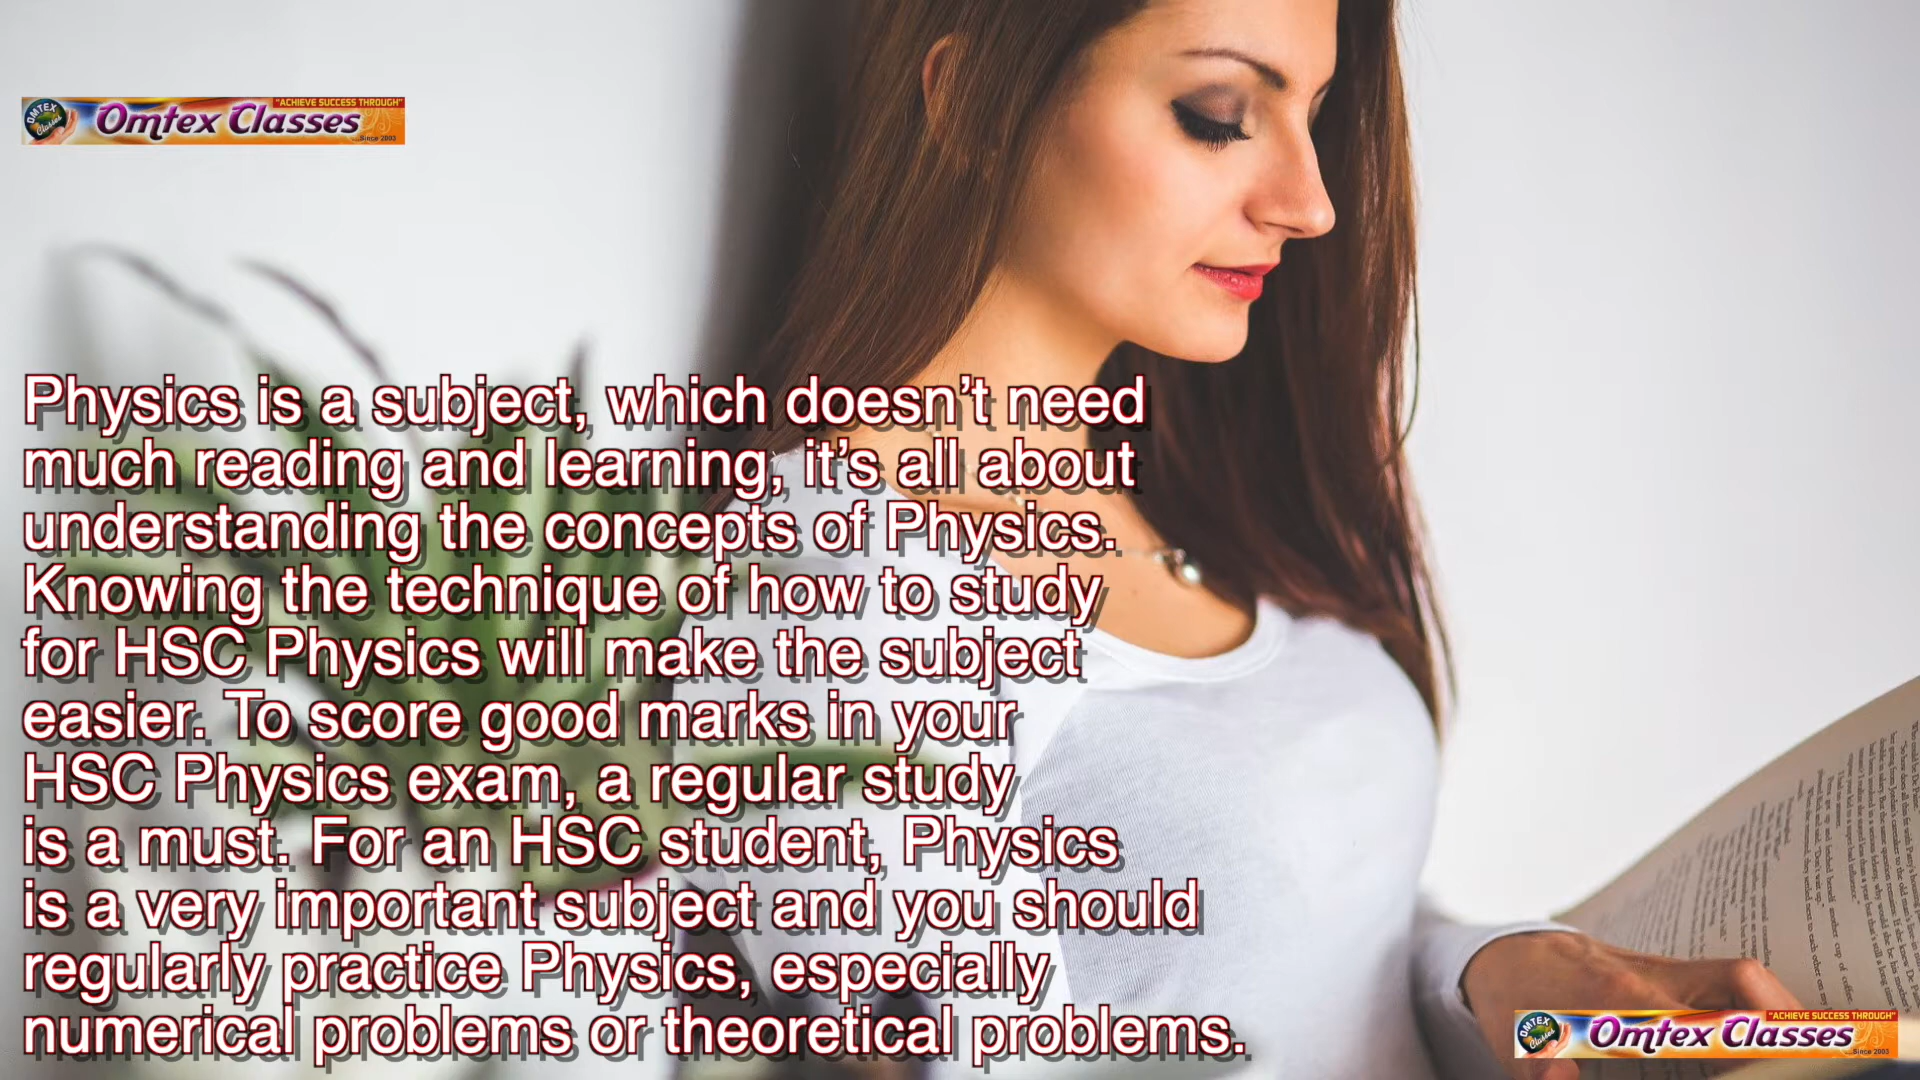 "ACHIEVE SUCCESS THROUGH"
OMTEX
Classes
Omtex Classes
...Since 2003
Physics is a subject, which doesn’t need
much reading and learning, it’s all about
understanding the concepts of Physics.
Knowing the technique of how to study
for HSC Physics will make the subject
easier. To score good marks in your
HSC Physics exam, a regular study
is a must. For an HSC student, Physics
is a very important subject and you should
regularly practice Physics, especially
numerical problems or theoretical problems.
"ACHIEVE SUCCESS THROUGH"
OMTEX
Classes
Omtex Classes
...Since 2003